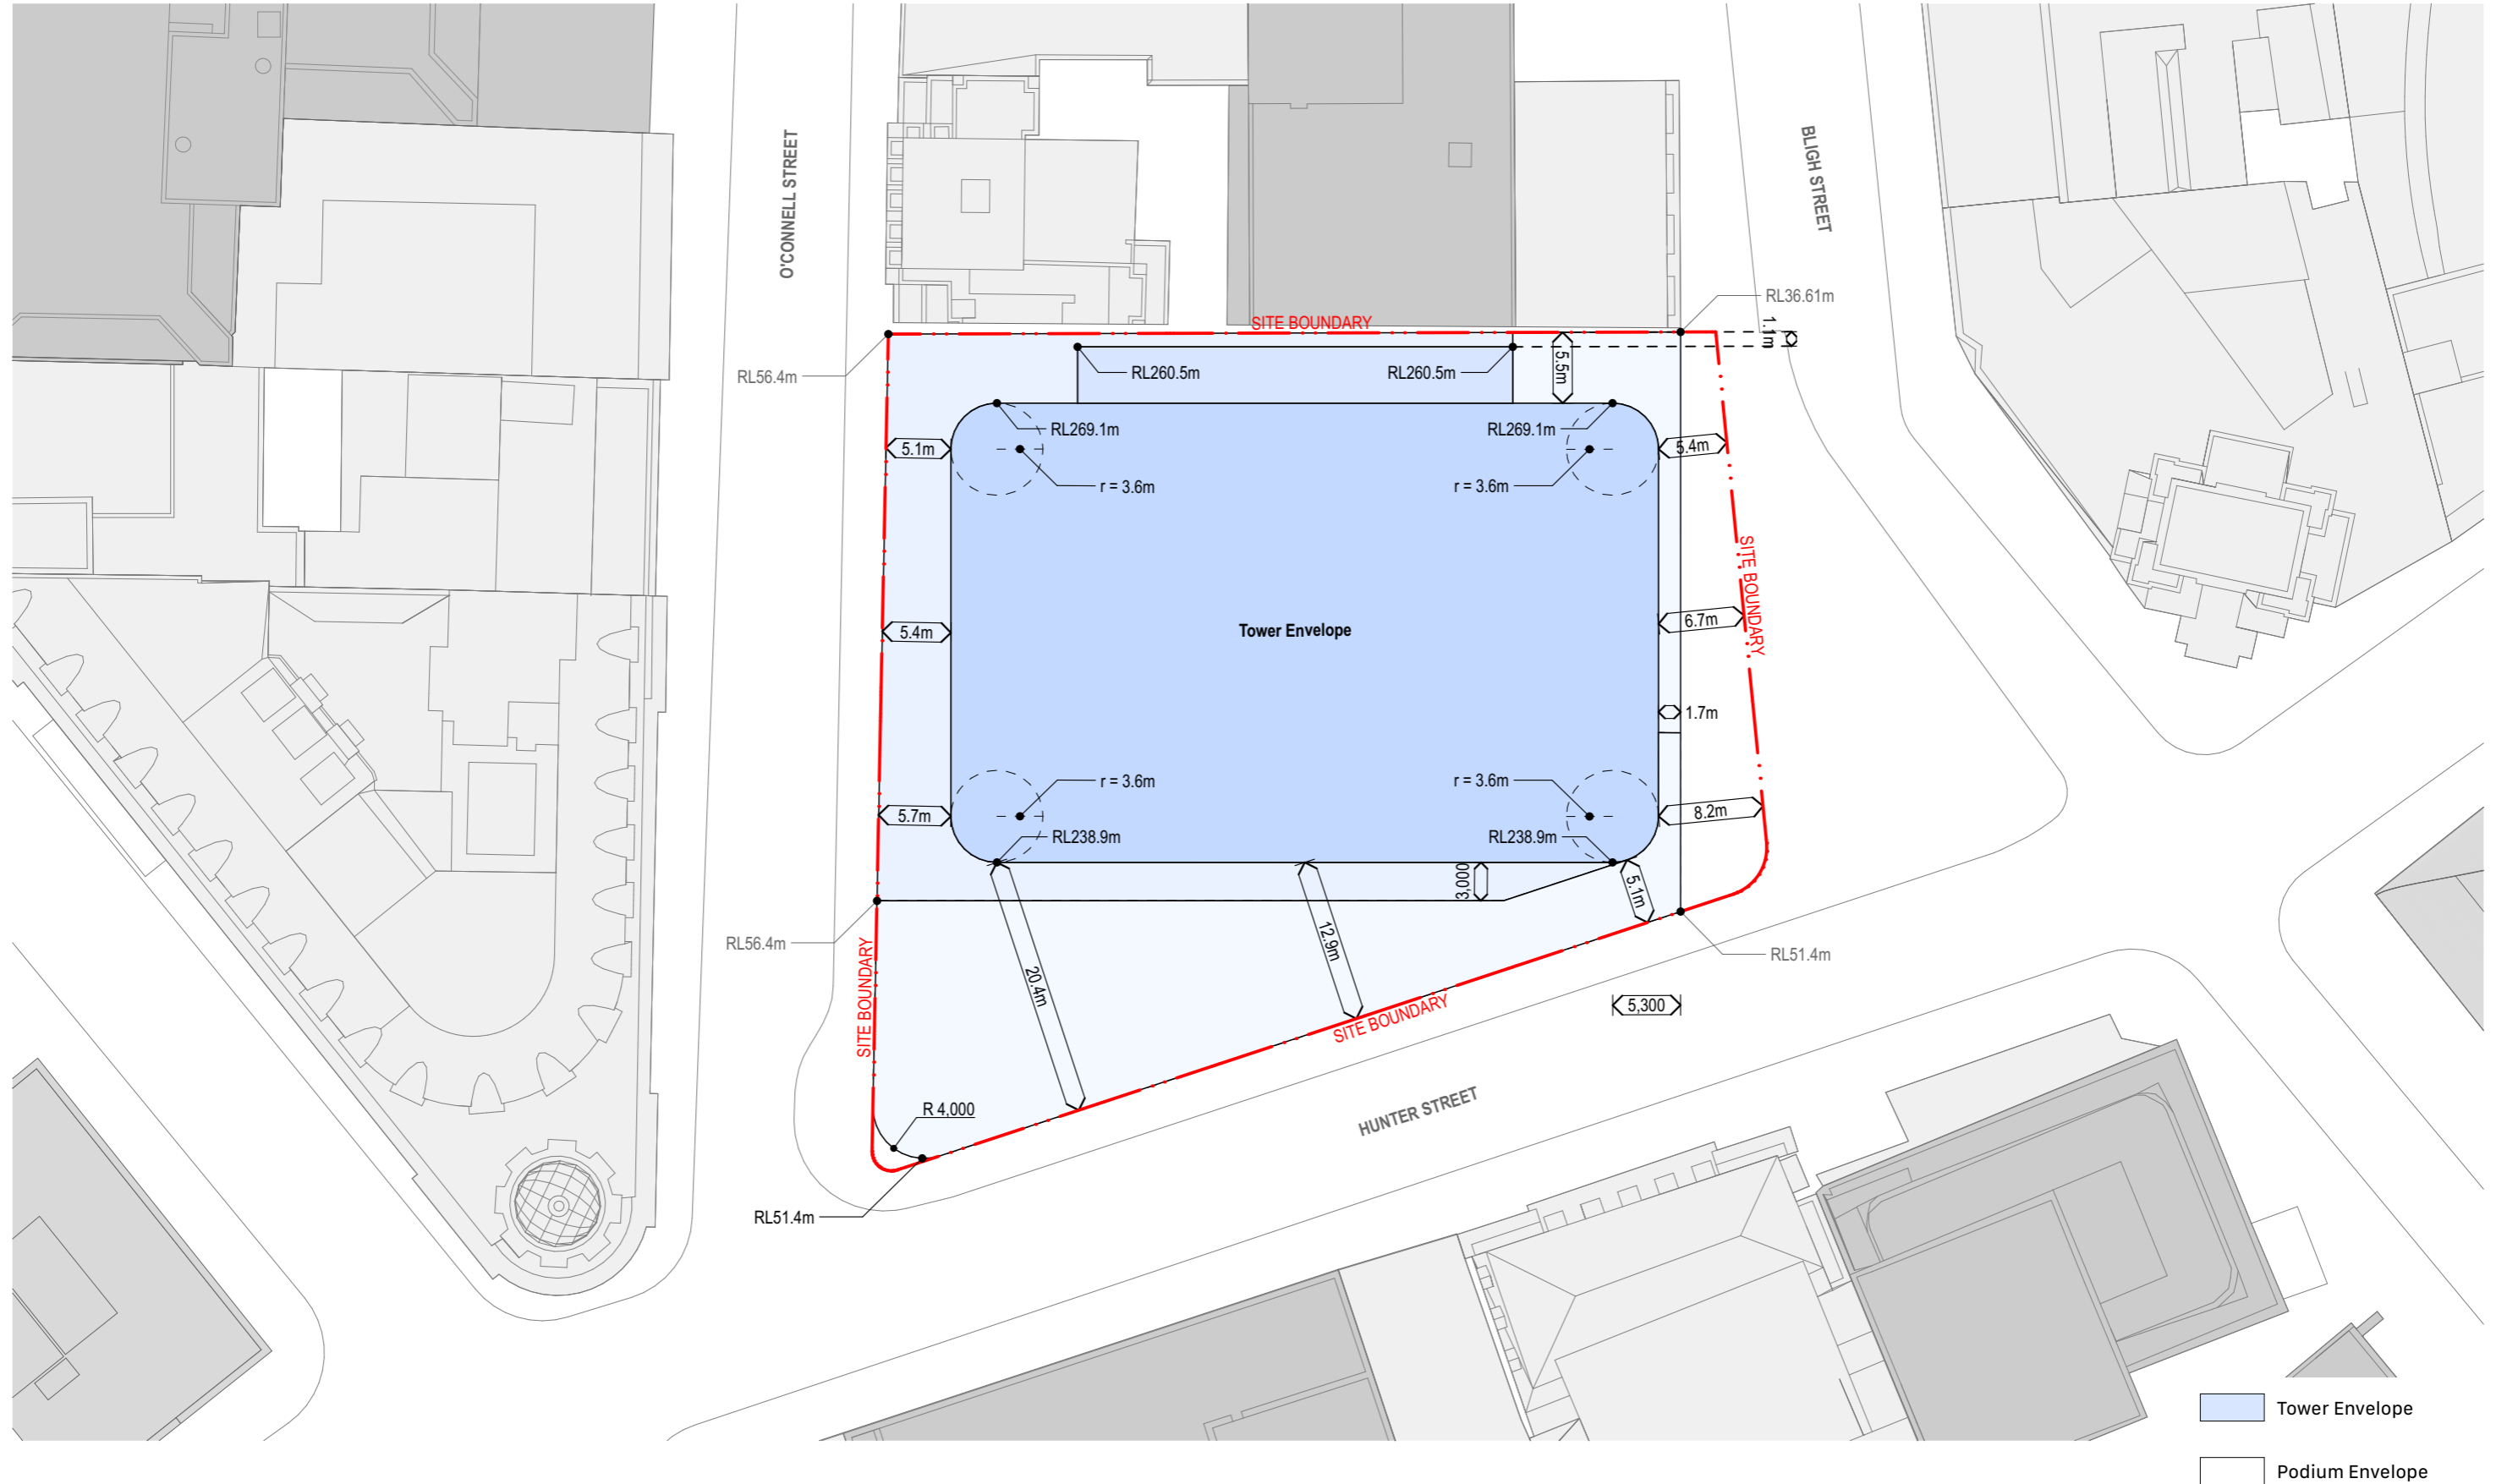 O'CONNELL STREET
BLIGH STREET
RL36.61m
SITE BOUNDARY
1.1m
RL56.4m
RL260.5m
RL260.5m
5.5m
RL269.1m
RL269.1m
5.1m
5.4m
r = 3.6m
r = 3.6m
SITE BOUNDARY
5.4m
Tower Envelope
6.7m
1.7m
r = 3.6m
r = 3.6m
5.7m
8.2m
RL238.9m
RL238.9m
3,000
5.1m
RL56.4m
12.9m
RL51.4m
20.4m
SITE BOUNDARY
SITE BOUNDARY
5,300
R 4,000
HUNTER STREET
RL51.4m
Tower Envelope
Podium Envelope